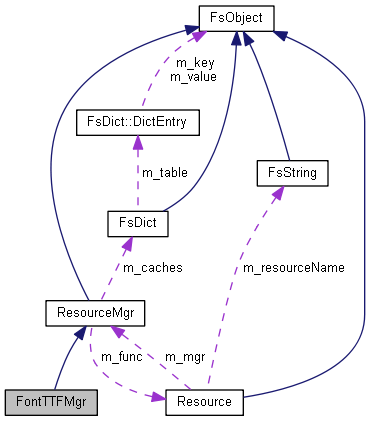 FsObject
m_key
m_value
FsDict::DictEntry
m_table
FsString
FsDict
m_caches
m_resourceName
ResourceMgr
m_func
m_mgr
FontTTFMgr
Resource